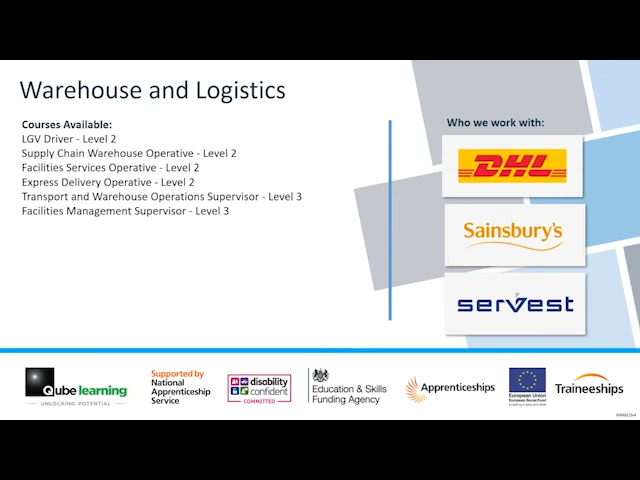 Warehouse and Logistics
Courses Available:
LGV Driver - Level 2
Supply Chain Warehouse Operative - Level 2
Facilities Services Operative - Level 2
Express Delivery Operative - Level 2
Transport and Warehouse Operations Supervisor - Level 3
Facilities Management Supervisor - Level 3
Who we work with:
DHL
Sainsbury's
servest
Qube learning
UNLOCKING POTENTIAL
Supported by
National
Apprenticeship
Service
disability
confident
COMMITTED
Education & Skills
Funding Agency
Apprenticeships
European Union
European Social Fund
Traineeships